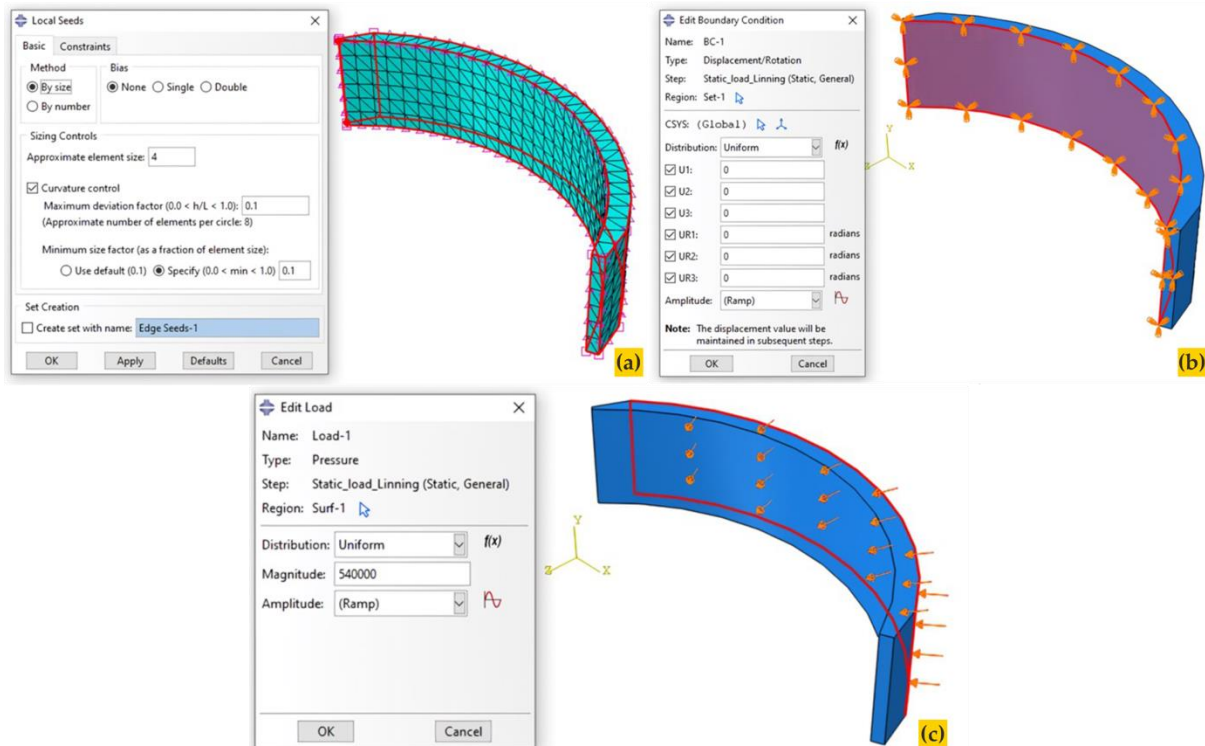 Local Seeds
Basic Constraints
Method
By size
By number
Bias
None Single Double
Sizing Controls
Approximate element size: 4
Curvature control
Maximum deviation factor (0.0 < h/L < 1.0): 0.1
(Approximate number of elements per circle: 8)
Minimum size factor (as a fraction of element size):
Use default (0.1) Specify (0.0 < min < 1.0) 0.1
Set Creation
Create set with name: Edge Seeds-1
OK Apply Defaults Cancel
(a)
Edit Boundary Condition
Name: BC-1
Type: Displacement/Rotation
Step: Static_load_Linning (Static, General)
Region: Set-1
CSYS: (Global)
Distribution: Uniform f(x)
U1: 0
U2: 0
U3: 0
UR1: 0 radians
UR2: 0 radians
UR3: 0 radians
Amplitude: (Ramp)
Note: The displacement value will be
maintained in subsequent steps.
OK Cancel
Y
X
(b)
Edit Load
Name: Load-1
Type: Pressure
Step: Static_load_Linning (Static, General)
Region: Surf-1
Distribution: Uniform f(x)
Magnitude: 540000
Amplitude: (Ramp)
OK Cancel
Y
Z X
(c)